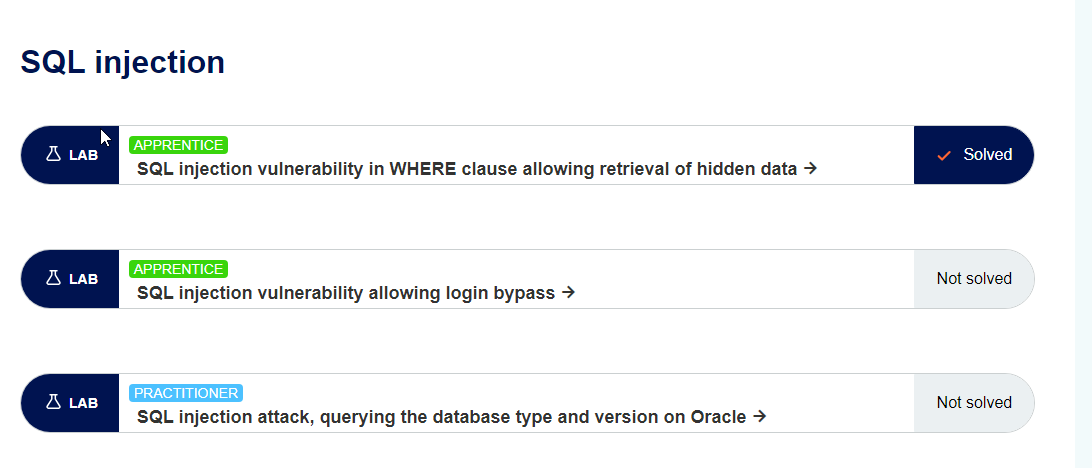 SQL injection
LAB
APPRENTICE
SQL injection vulnerability in WHERE clause allowing retrieval of hidden data →
Solved
LAB
APPRENTICE
SQL injection vulnerability allowing login bypass →
Not solved
LAB
PRACTITIONER
SQL injection attack, querying the database type and version on Oracle →
Not solved